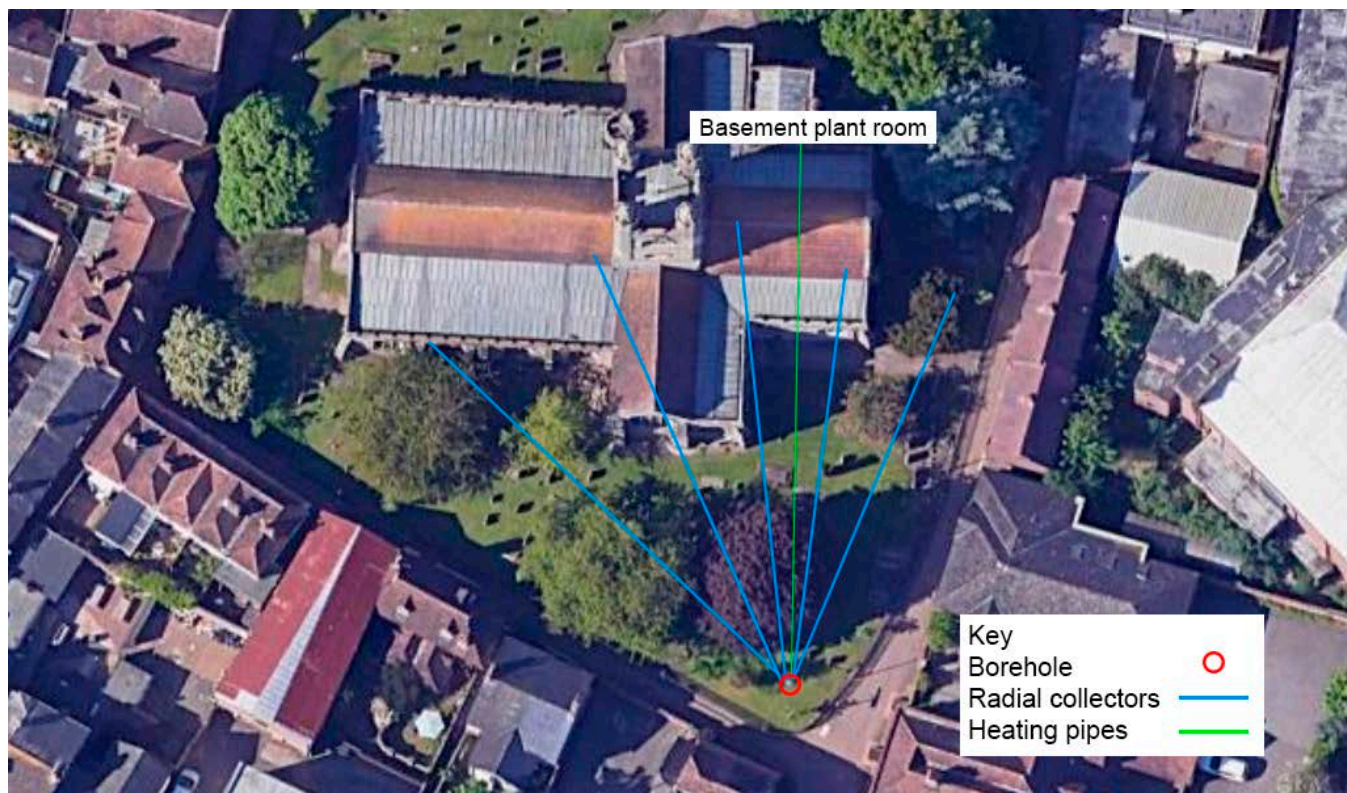 Basement plant room
Key
Borehole
Radial collectors
Heating pipes